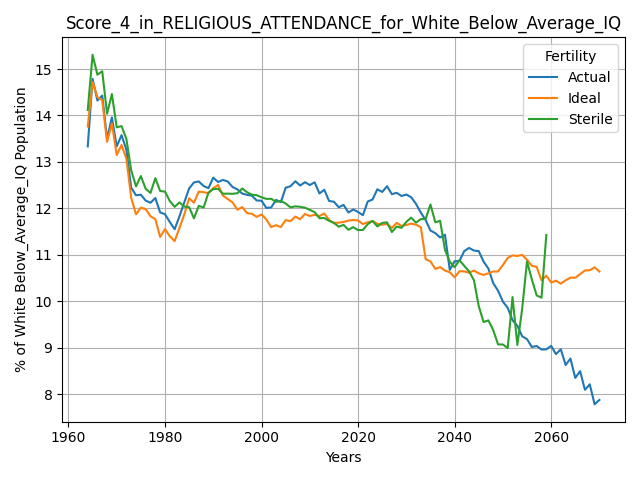 Score_4_in_RELIGIOUS_ATTENDANCE_for_White_Below_Average_IQ
Fertility
Actual
Ideal
Sterile
% of White Below_Average_IQ Population
15
14
13
12
11
10
9
8
1960
1980
2000
2020
2040
2060
Years